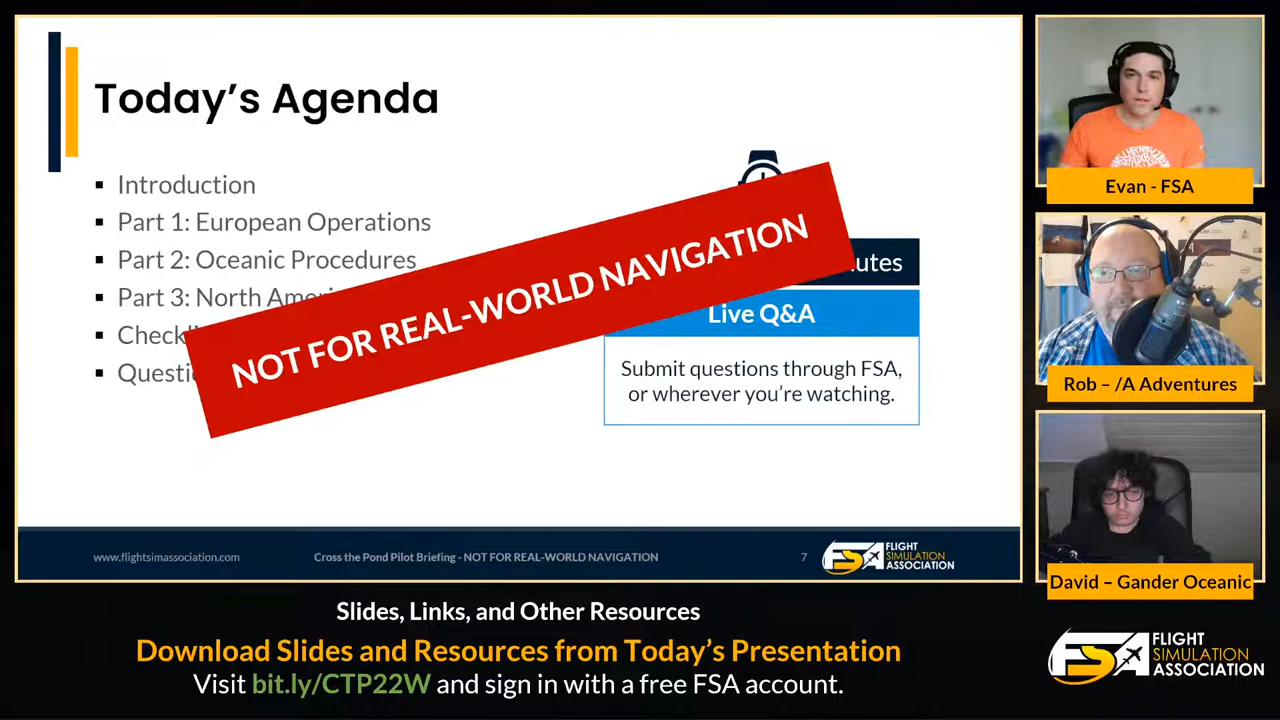 Today's Agenda
▪ Introduction
▪ Part 1: European Operations
▪ Part 2: Oceanic Procedures
▪ Part 3: North
NOT FOR REAL-WORLD NAVIGATION
Live Q&A
Submit questions through FSA,
or wherever you're watching.
www.flightsimassociation.com
Cross the Pond Pilot Briefing - NOT FOR REAL-WORLD NAVIGATION
7
FSA FLIGHT
SIMULATION
ASSOCIATION
Evan - FSA
Rob – /A Adventures
David – Gander Oceanic
Slides, Links, and Other Resources
Download Slides and Resources from Today's Presentation
Visit bit.ly/CTP22W and sign in with a free FSA account.
FSA FLIGHT
SIMULATION
ASSOCIATION